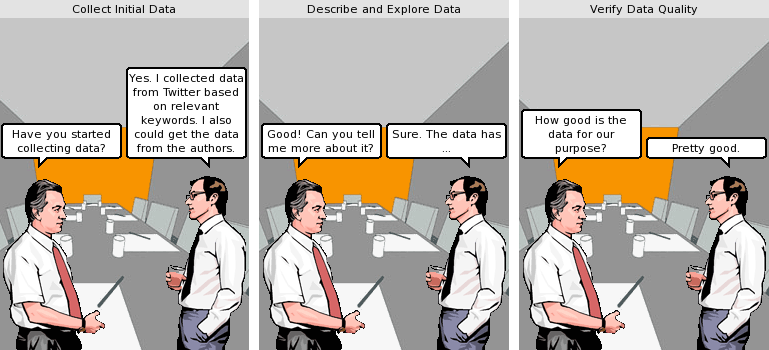 Collect Initial Data
Have you started
collecting data?
Yes. I collected data
from Twitter based
on relevant
keywords. I also
could get the data
from the authors.
Describe and Explore Data
Good! Can you tell
me more about it?
Sure. The data has
...
Verify Data Quality
How good is the
data for our
purpose?
Pretty good.